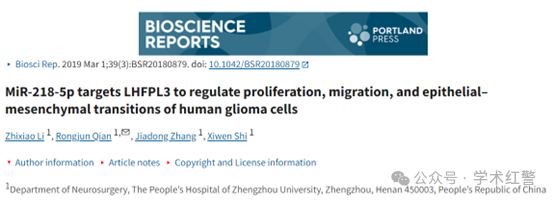 BIOSCIENCE
REPORTS
PORTLAND
PRESS
▸ Biosci Rep. 2019 Mar 1;39(3):BSR20180879. doi: 10.1042/BSR20180879
MiR-218-5p targets LHFPL3 to regulate proliferation, migration, and epithelial–
mesenchymal transitions of human glioma cells
Zhixiao Li 1, Rongjun Qian 1,✉, Jiadong Zhang 1, Xiwen Shi 1
▸ Author information ▸ Article notes ▸ Copyright and License information
1Department of Neurosurgery, The People's Hospital of Zhengzhou University, Zhengzhou, Henan 450003, People's Republic of China
公众号 · 学术红警